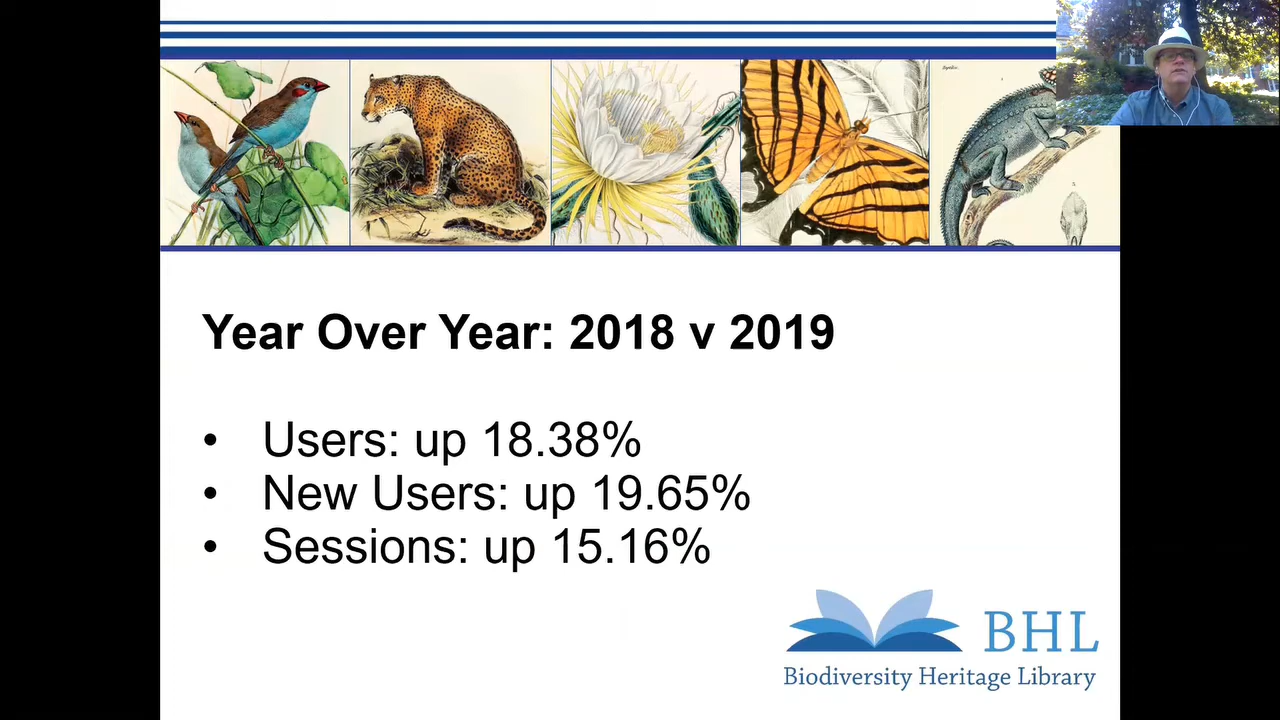 Year Over Year: 2018 v 2019
• Users: up 18.38%
• New Users: up 19.65%
• Sessions: up 15.16%
BHL
Biodiversity Heritage Library